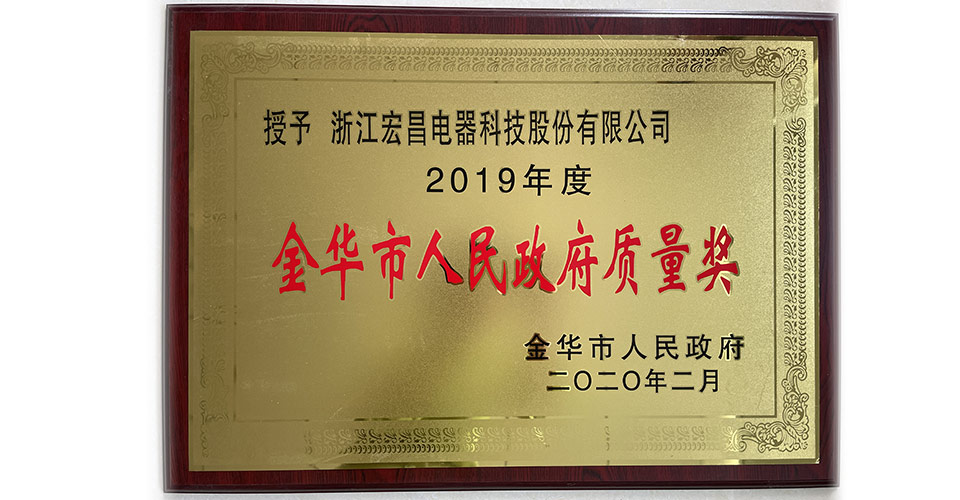 授予 浙江宏昌电器科技股份有限公司
2019年度
金华市人民政府质量奖
金华市人民政府
二〇二〇年二月